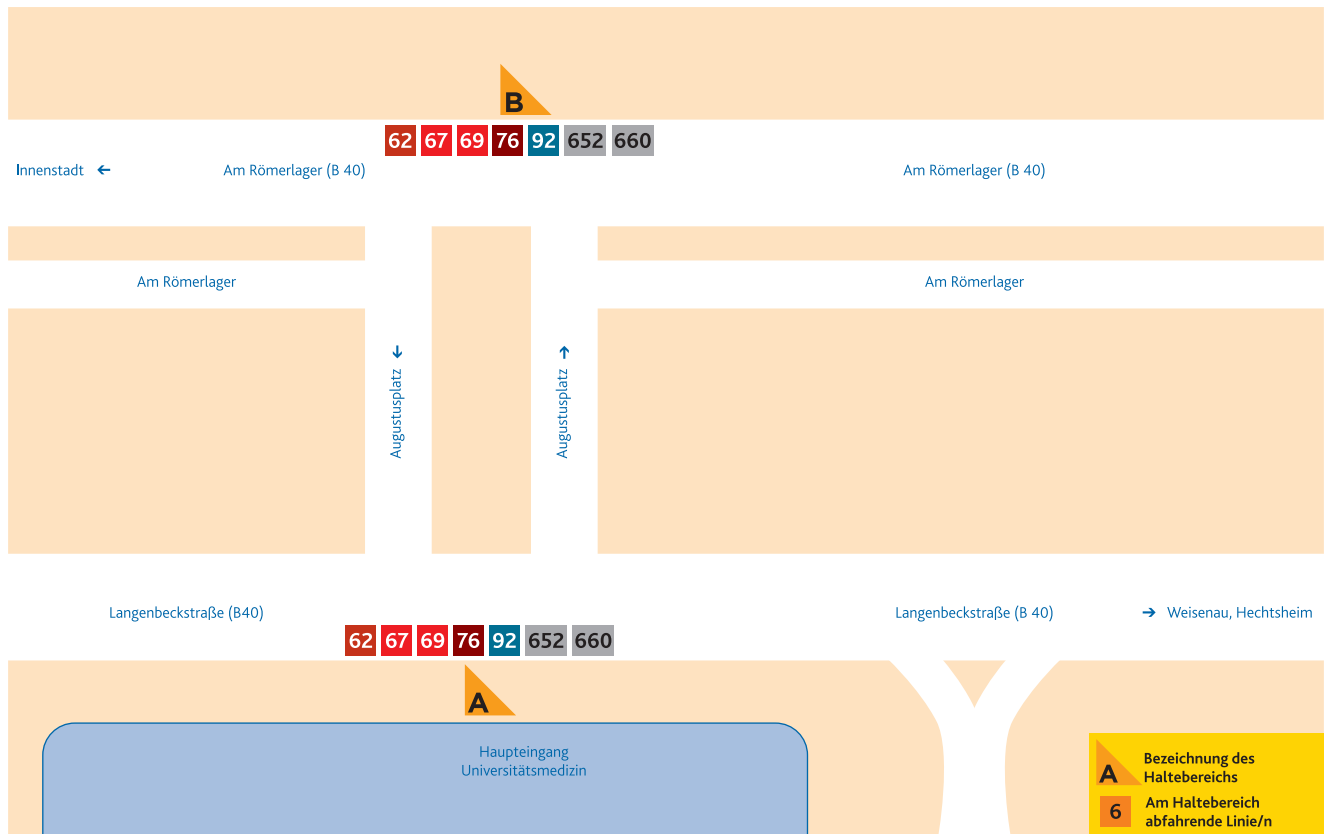 B
62 67 69 76 92 652 660
Innenstadt ← Am Römerlager (B 40) Am Römerlager (B 40)
Am Römerlager Am Römerlager
Augustusplatz ←
Augustusplatz →
Langenbeckstraße (B40) Langenbeckstraße (B 40) → Weisenau, Hechtsheim
62 67 69 76 92 652 660
A
Haupteingang
Universitätsmedizin
A Bezeichnung des
Haltebereichs
6 Am Haltebereich
abfahrende Linie/n